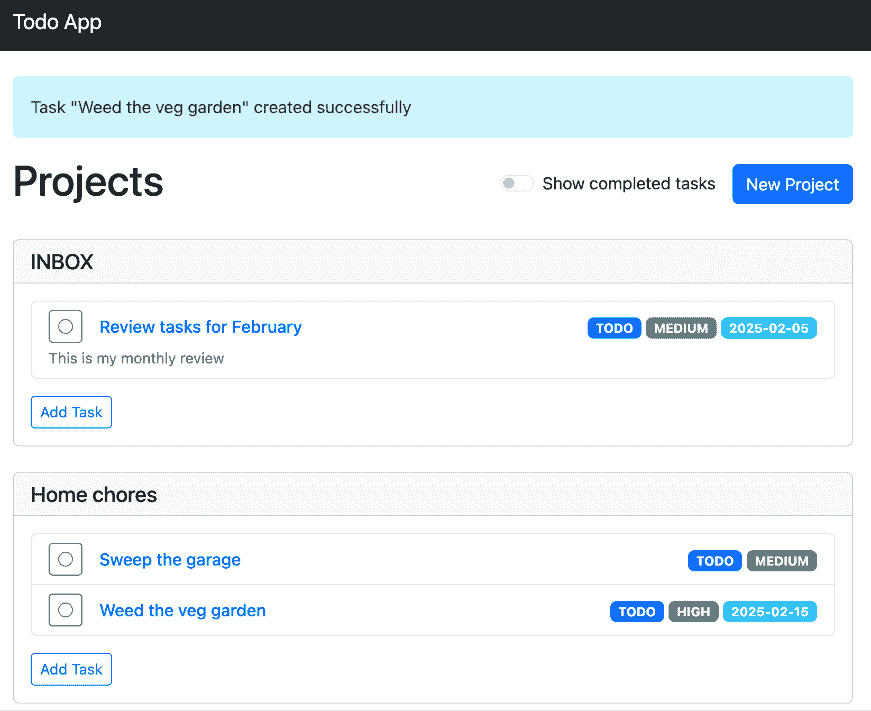 Todo App
Task "Weed the veg garden" created successfully
Projects
Show completed tasks
New Project
INBOX
Review tasks for February
TODO MEDIUM 2025-02-05
This is my monthly review
Add Task
Home chores
Sweep the garage
TODO MEDIUM
Weed the veg garden
TODO HIGH 2025-02-15
Add Task